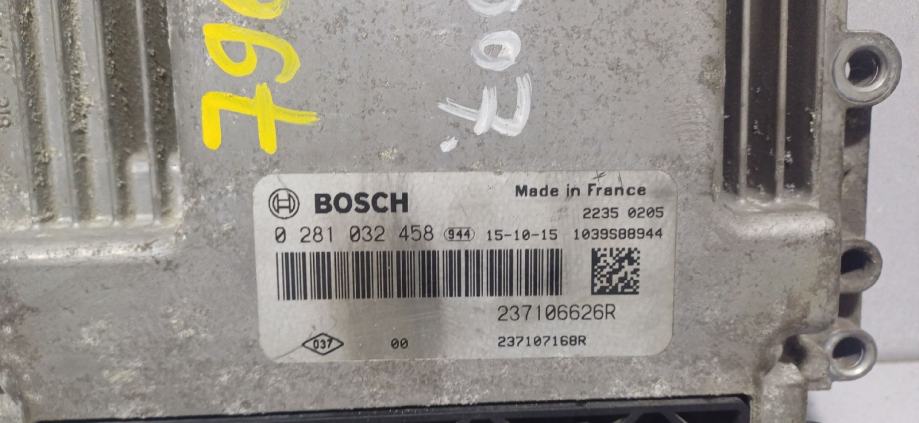 BOSCH
Made in France
2235 0205
0 281 032 458 944 15-10-15 1039S88944
237106626R
037 00 237107168R